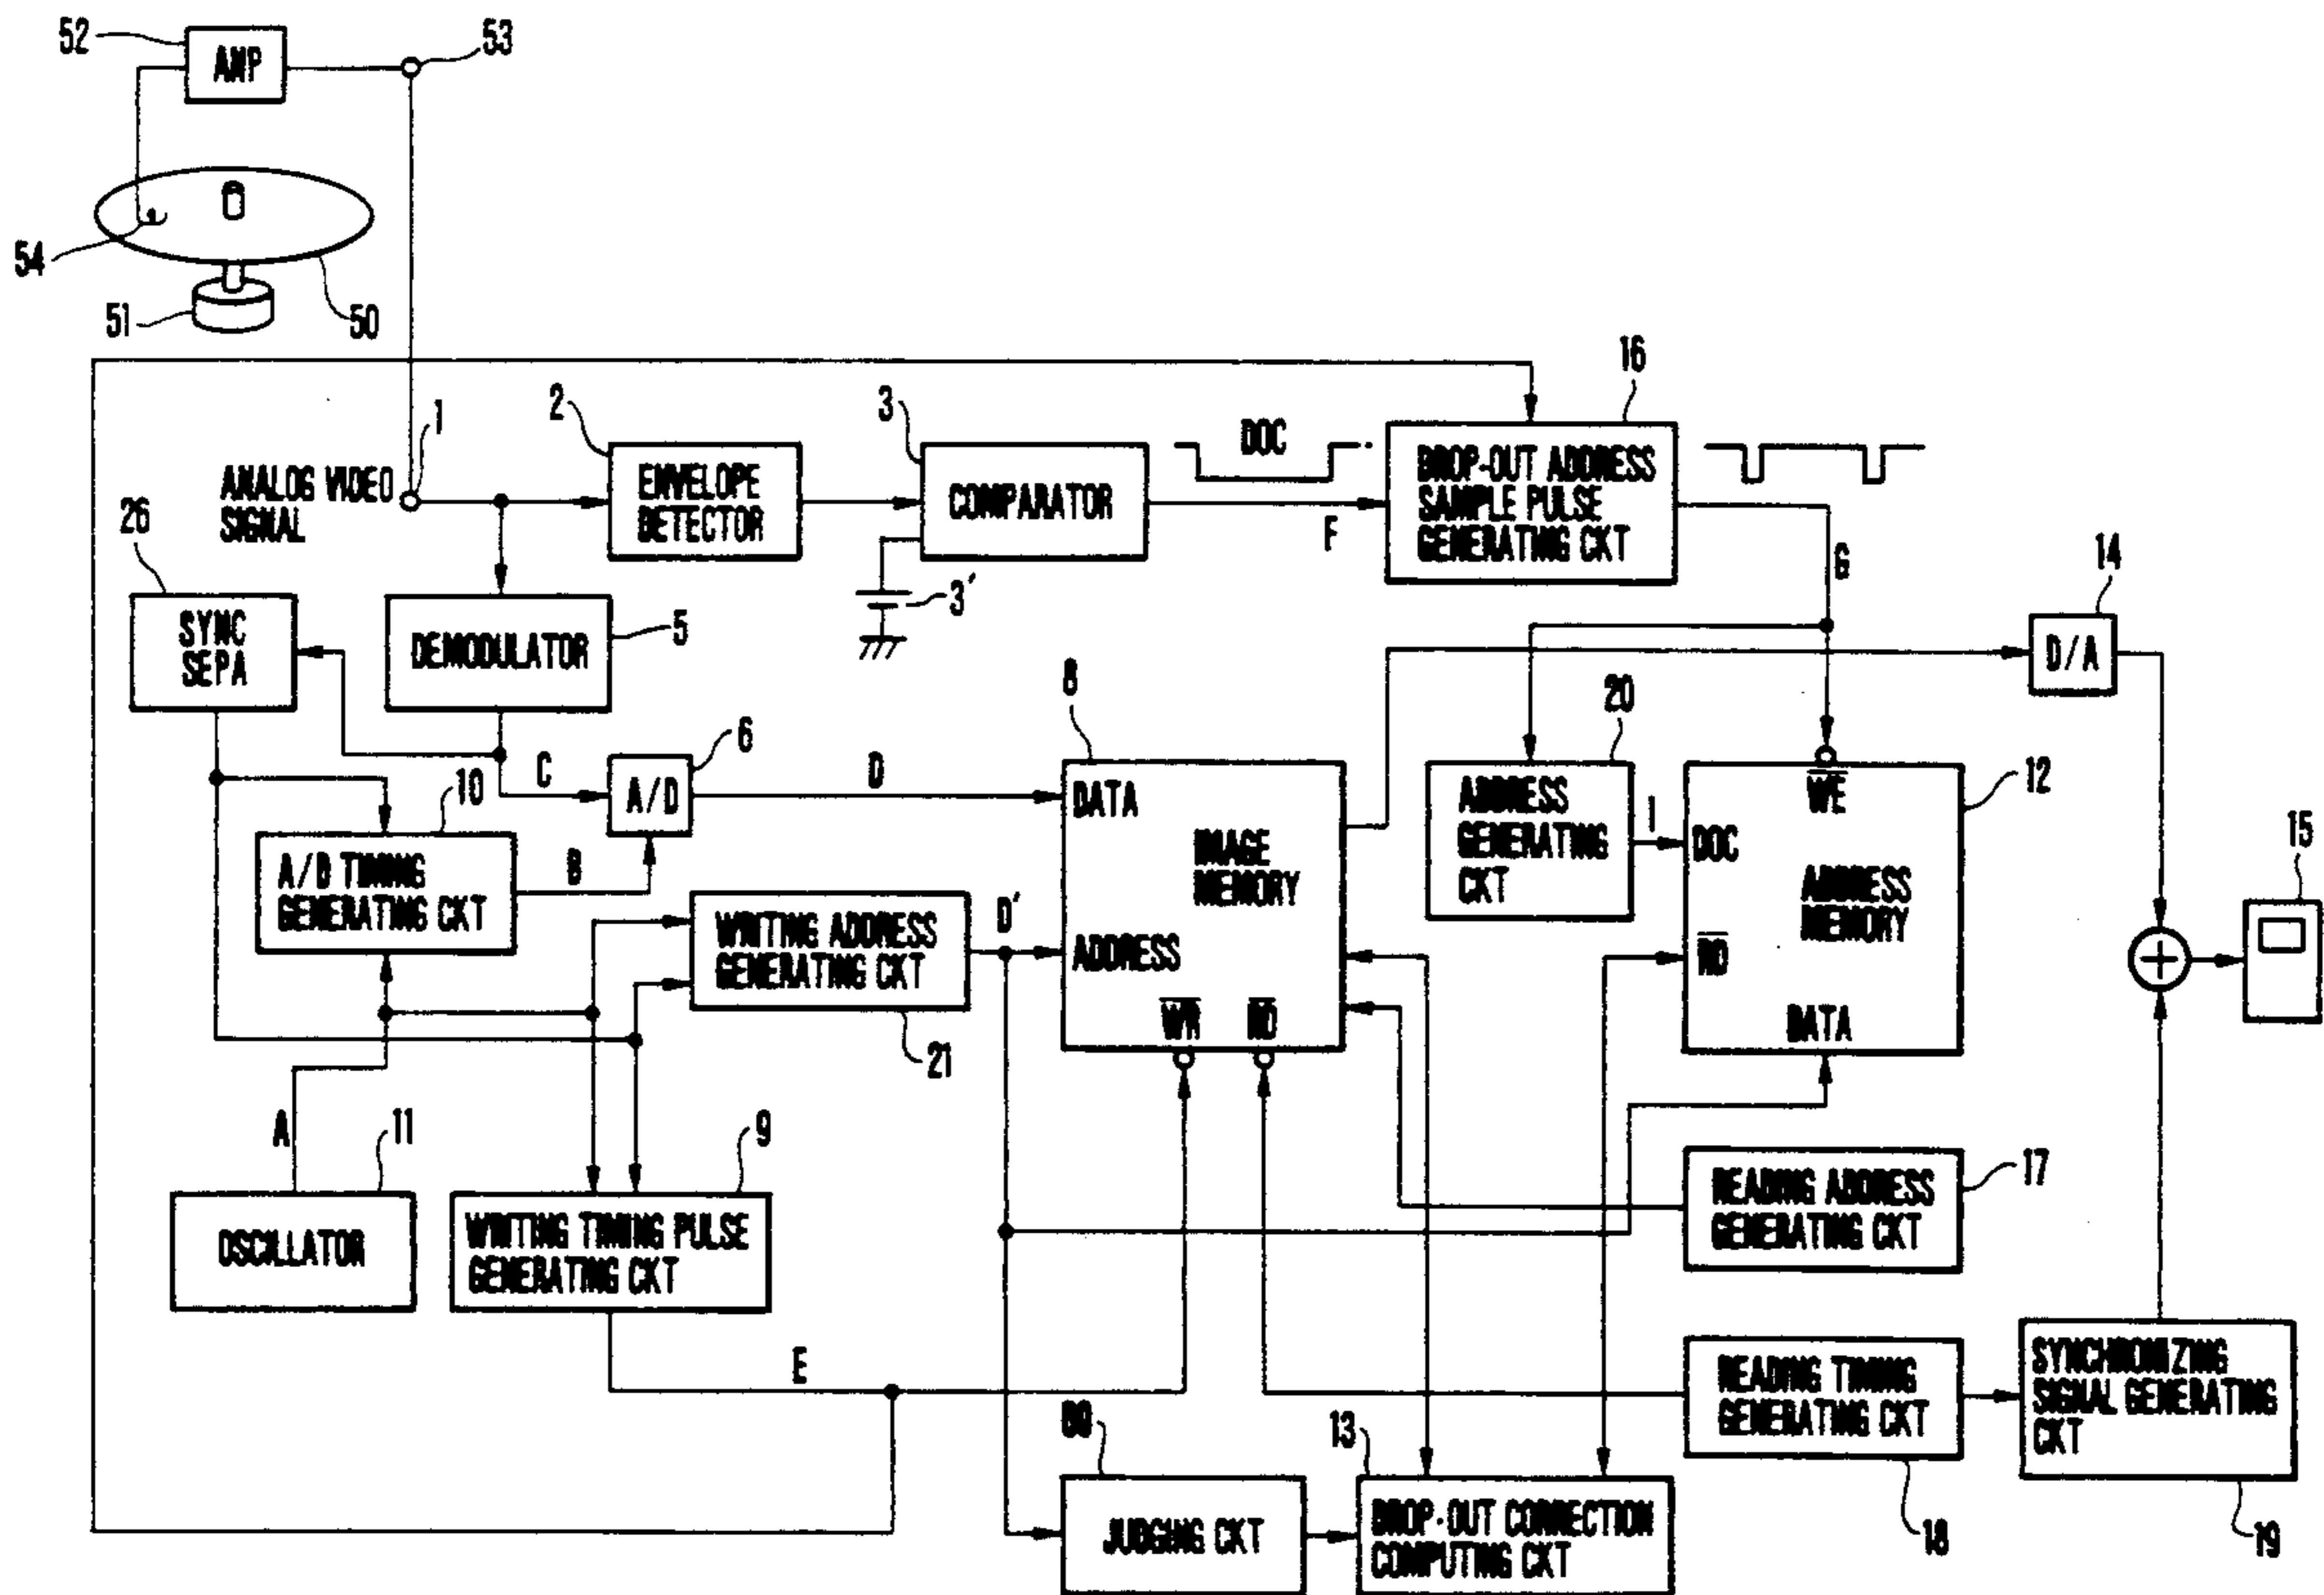 52
AMP
53
54
51
50
16
1
2
3
DOC
ANALOG VIDEO
SIGNAL
ENVELOPE
DETECTOR
COMPARATOR
F
DROP-OUT ADDRESS
SAMPLE PULSE
GENERATING CKT
G
14
26
SYNC
SEPA
DEMODULATOR
5
3'
D/A
8
20
6
C
A/D
D
DATA
IMAGE
MEMORY
ADDRESS
GENERATING
CKT
I
WE
DOC
ADDRESS
MEMORY
RD
DATA
12
15
10
A/D TIMING
GENERATING CKT
B
WRITING ADDRESS
GENERATING CKT
D'
ADDRESS
WR
RD
21
A
11
9
OSCILLATOR
WRITING TIMING PULSE
GENERATING CKT
READING ADDRESS
GENERATING CKT
17
E
READING TIMING
GENERATING CKT
SYNCHRONIZING
SIGNAL GENERATING
CKT
13
JUDGING CKT
DROP-OUT CORRECTION
COMPUTING CKT
18
19